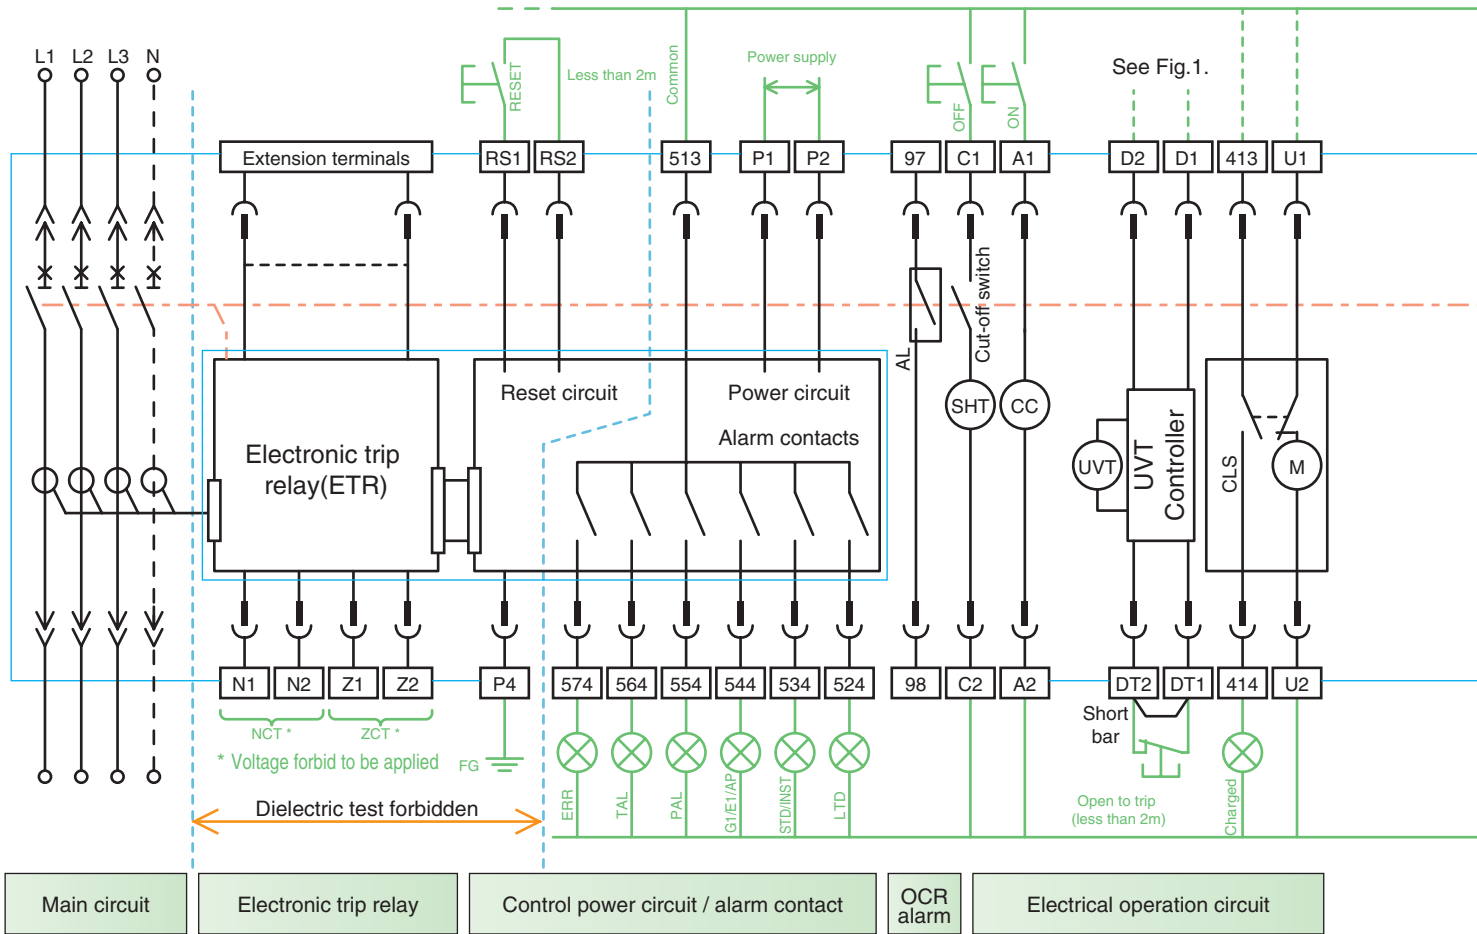 L1 L2 L3 N
RESET
Less than 2m
Common
Power supply
OFF
ON
See Fig.1.
Extension terminals RS1 RS2 513 P1 P2 97 C1 A1 D2 D1 413 U1
Cut-off switch
AL
Reset circuit
Power circuit
SHT CC
Alarm contacts
Electronic trip
relay(ETR)
UVT
UVT
Controller
CLS
M
N1 N2 Z1 Z2 P4 574 564 554 544 534 524 98 C2 A2 DT2 DT1 414 U2
NCT * ZCT *
* Voltage forbid to be applied
FG
Short
bar
ERR
TAL
PAL
G1/E1/AP
STD/INST
LTD
Open to trip
(less than 2m)
Charged
Dielectric test forbidden
Main circuit
Electronic trip relay
Control power circuit / alarm contact
OCR
alarm
Electrical operation circuit